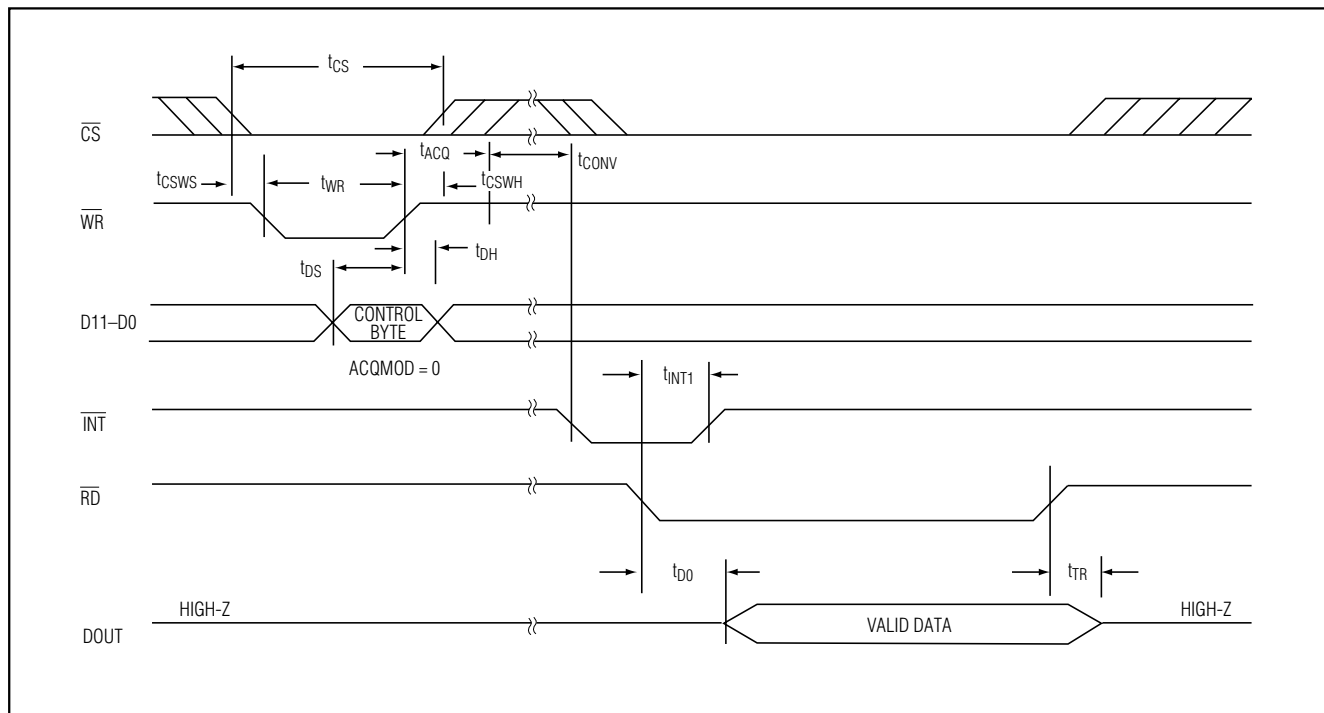 tCS
CS
tACQ
tCONV
tCSWS
tWR
tCSWH
WR
tDH
tDS
D11–D0
CONTROL
BYTE
ACQMOD = 0
tINT1
INT
RD
tD0
tTR
HIGH-Z
HIGH-Z
VALID DATA
DOUT